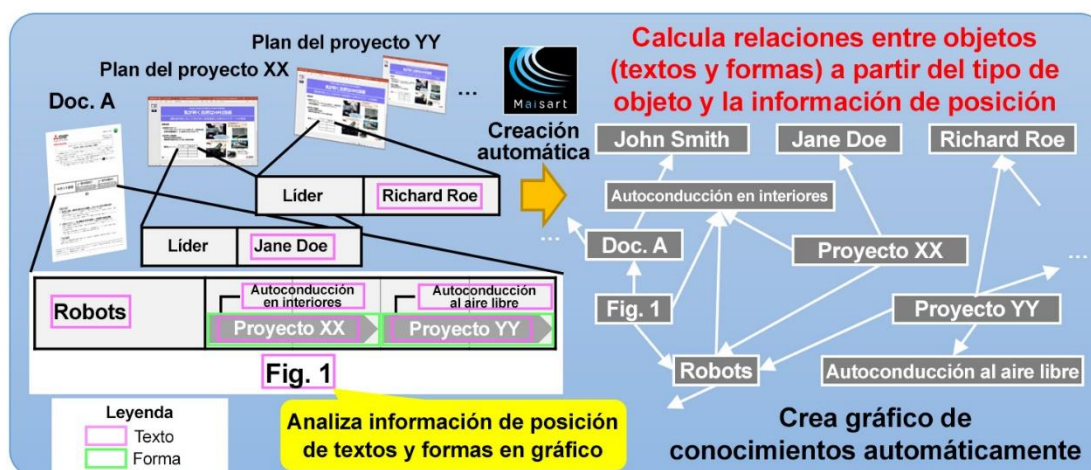 Plan del proyecto YY
Plan del proyecto XX
Doc. A
...
Maisart
Creación
automática
Líder
Richard Roe
Líder
Jane Doe
Robots
Autoconducción
en interiores
Autoconducción
al aire libre
Proyecto XX
Proyecto YY
Fig. 1
Leyenda
Texto
Forma
Analiza información de posición
de textos y formas en gráfico
Calcula relaciones entre objetos
(textos y formas) a partir del tipo de
objeto y la información de posición
John Smith
Jane Doe
Richard Roe
Autoconducción en interiores
...
Doc. A
Proyecto XX
...
Fig. 1
Proyecto YY
Robots
Autoconducción al aire libre
Crea gráfico de
conocimientos automáticamente